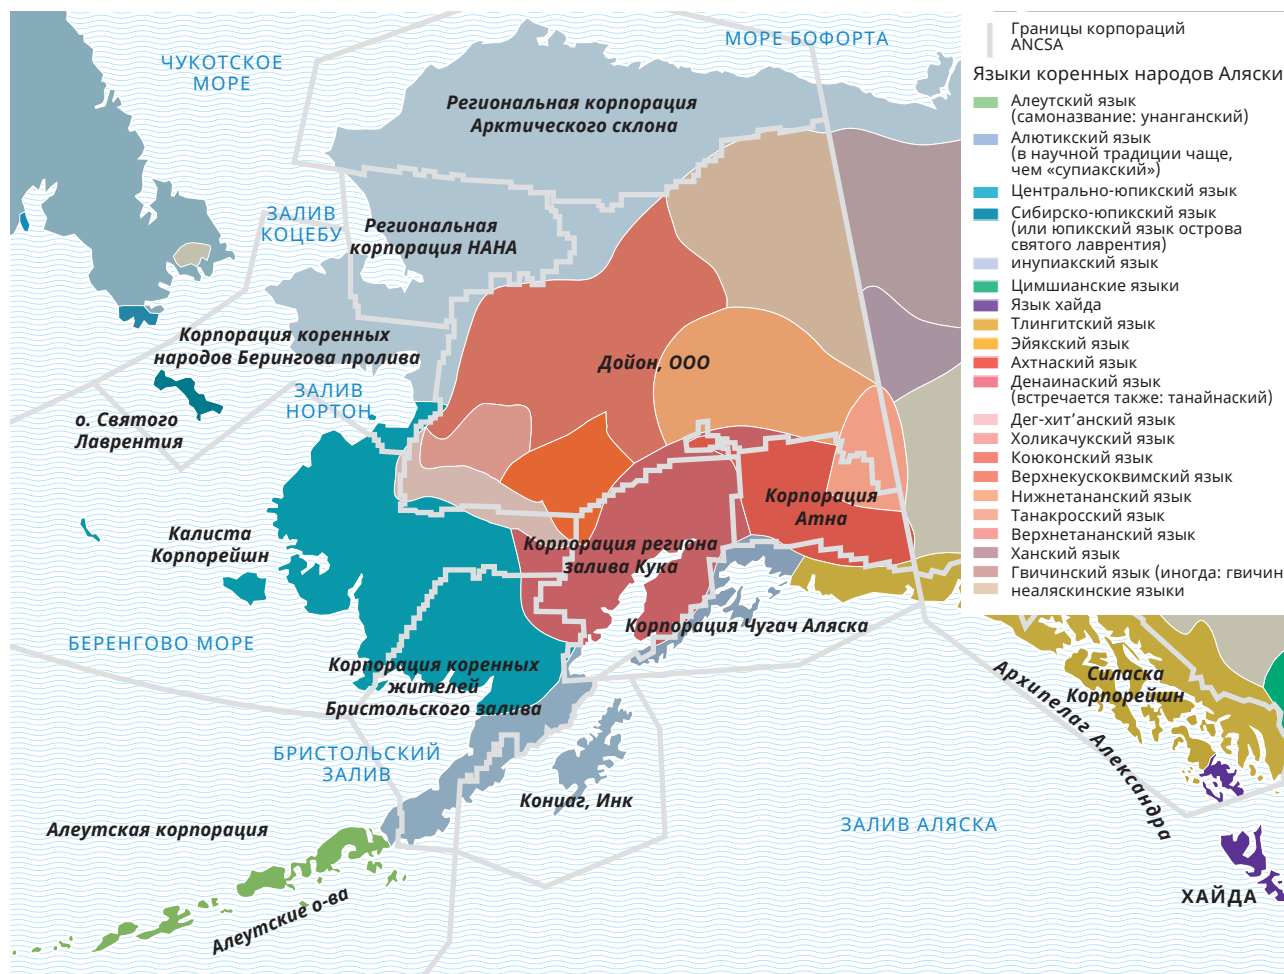 ЧУКОТСКОЕ
МОРЕ
МОРЕ БОФОРТА
Региональная корпорация
Арктического склона
ЗАЛИВ
КОЦЕБУ
Региональная
корпорация НАНА
Корпорация коренных
народов Берингова пролива
Дойон, ООО
ЗАЛИВ
НОРТОН
о. Святого
Лаврентия
Калиста
Корпорейшн
Корпорация
Атна
Корпорация региона
залива Кука
БЕРЕНГОВО МОРЕ
Корпорация Чугач Аляска
Корпорация коренных
жителей
Бристольского залива
Силаска
Корпорейшн
Архипелаг Александра
БРИСТОЛЬСКИЙ
ЗАЛИВ
Кониаг, Инк
Алеутская корпорация
ЗАЛИВ АЛЯСКА
Алеутские о-ва
ХАЙДА
Границы корпораций
ANCSA
Языки коренных народов Аляски
Алеутский язык
(самоназвание: унанганский)
Алютикский язык
(в научной традиции чаще,
чем «супиакский»)
Центрально-юпикский язык
Сибирско-юпикский язык
(или юпикский язык острова
святого лаврентия)
инупиакский язык
Цимшианские языки
Язык хайда
Тлингитский язык
Эйякский язык
Ахтнаский язык
Денаинаский язык
(встречается также: танайнаский)
Дег-хит’анский язык
Холикачукский язык
Коюконский язык
Верхнекускоквимский язык
Нижнетананский язык
Танакросский язык
Верхнетананский язык
Ханский язык
Гвичинский язык (иногда: гвичин
неаляскинские языки